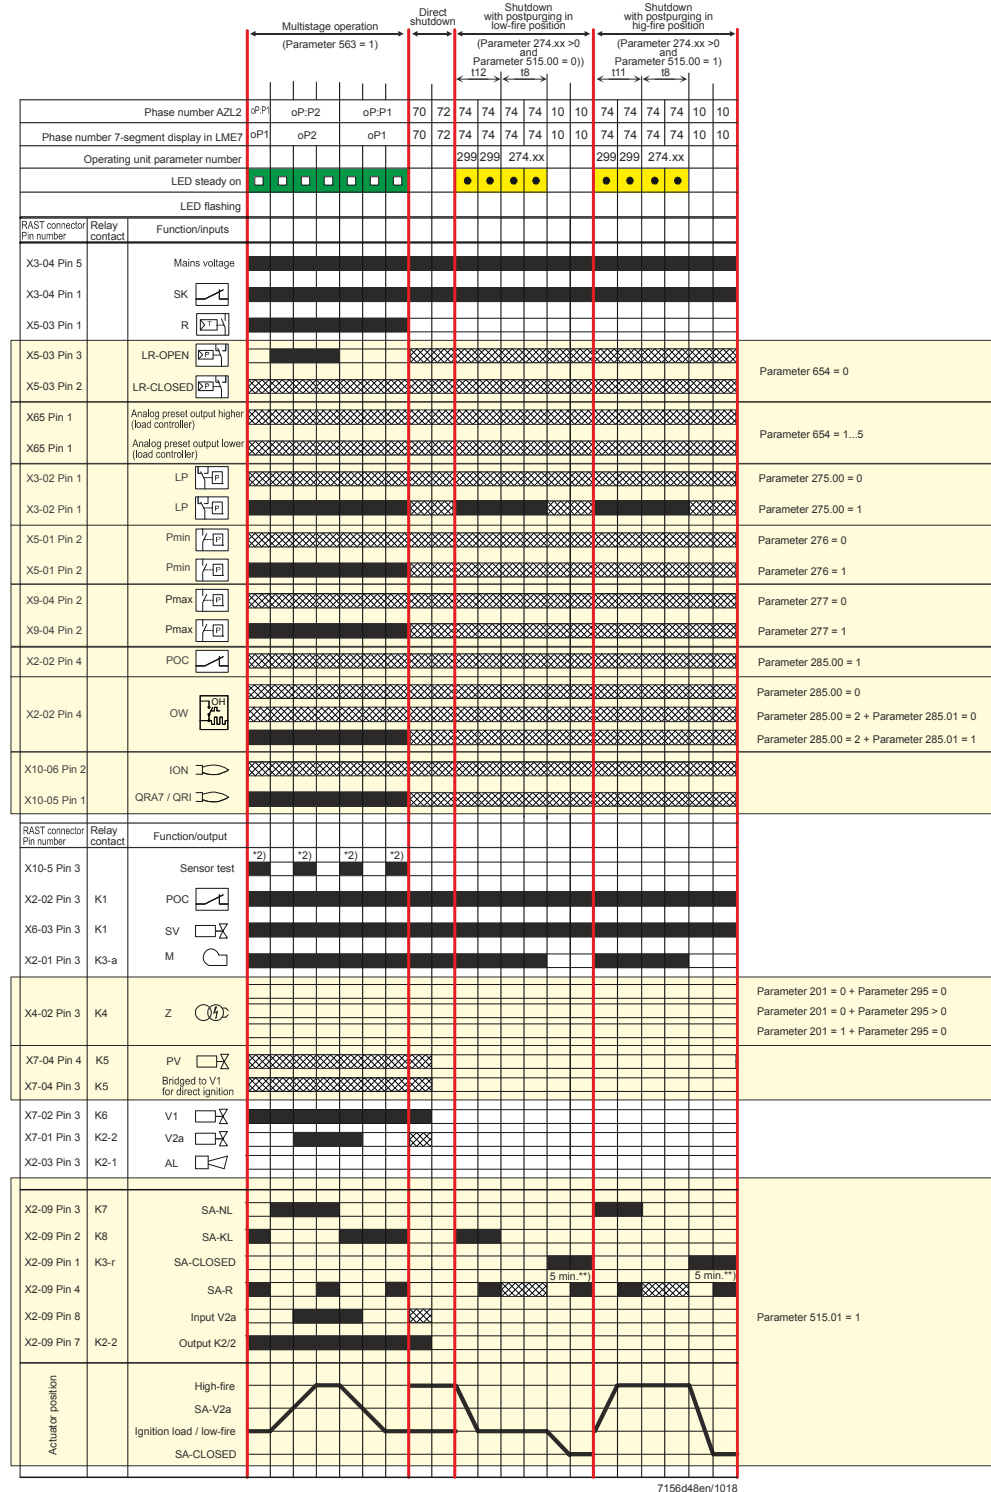 Multistage operation
(Parameter 563 = 1)
Direct
shutdown
Shutdown
with postpurging in
low-fire position
(Parameter 274.xx >0
and
Parameter 515.00 = 0))
t12 t8
Shutdown
with postpurging in
hig-fire position
(Parameter 274.xx >0
and
Parameter 515.00 = 1)
t11 t8
Phase number AZL2 oP:P1 oP:P2 oP:P1 70 72 74 74 74 74 10 10 74 74 74 74 10 10
Phase number 7-segment display in LME7 oP1 oP2 oP1 70 72 74 74 74 74 10 10 74 74 74 74 10 10
Operating unit parameter number 299 299 274.xx 299 299 274.xx
LED steady on
LED flashing
RAST connector
Pin number
Relay
contact
Function/inputs
X3-04 Pin 5 Mains voltage
X3-04 Pin 1 SK
X5-03 Pin 1 R T
X5-03 Pin 3 LR-OPEN P
X5-03 Pin 2 LR-CLOSED P
Parameter 654 = 0
X65 Pin 1 Analog preset output higher
(load controller)
X65 Pin 1 Analog preset output lower
(load controller)
Parameter 654 = 1...5
X3-02 Pin 1 LP P Parameter 275.00 = 0
X3-02 Pin 1 LP P Parameter 275.00 = 1
X5-01 Pin 2 Pmin P Parameter 276 = 0
X5-01 Pin 2 Pmin P Parameter 276 = 1
X9-04 Pin 2 Pmax P Parameter 277 = 0
X9-04 Pin 2 Pmax P Parameter 277 = 1
X2-02 Pin 4 POC Parameter 285.00 = 1
X2-02 Pin 4 OW OH
Parameter 285.00 = 0
Parameter 285.00 = 2 + Parameter 285.01 = 0
Parameter 285.00 = 2 + Parameter 285.01 = 1
X10-06 Pin 2 ION
X10-05 Pin 1 QRA7 / QRI
RAST connector
Pin number
Relay
contact
Function/output
*2) *2) *2) *2)
X10-5 Pin 3 Sensor test
X2-02 Pin 3 K1 POC
X6-03 Pin 3 K1 SV
X2-01 Pin 3 K3-a M
X4-02 Pin 3 K4 Z
Parameter 201 = 0 + Parameter 295 = 0
Parameter 201 = 0 + Parameter 295 > 0
Parameter 201 = 1 + Parameter 295 = 0
X7-04 Pin 4 K5 PV
X7-04 Pin 3 K5 Bridged to V1
for direct ignition
X7-02 Pin 3 K6 V1
X7-01 Pin 3 K2-2 V2a
X2-03 Pin 3 K2-1 AL
X2-09 Pin 3 K7 SA-NL
X2-09 Pin 2 K8 SA-KL
X2-09 Pin 1 K3-r SA-CLOSED
5 min.**) 5 min.**)
X2-09 Pin 4 SA-R
X2-09 Pin 8 Input V2a
X2-09 Pin 7 K2-2 Output K2/2
Parameter 515.01 = 1
Actuator position
High-fire
SA-V2a
Ignition load / low-fire
SA-CLOSED
7156d48en/1018